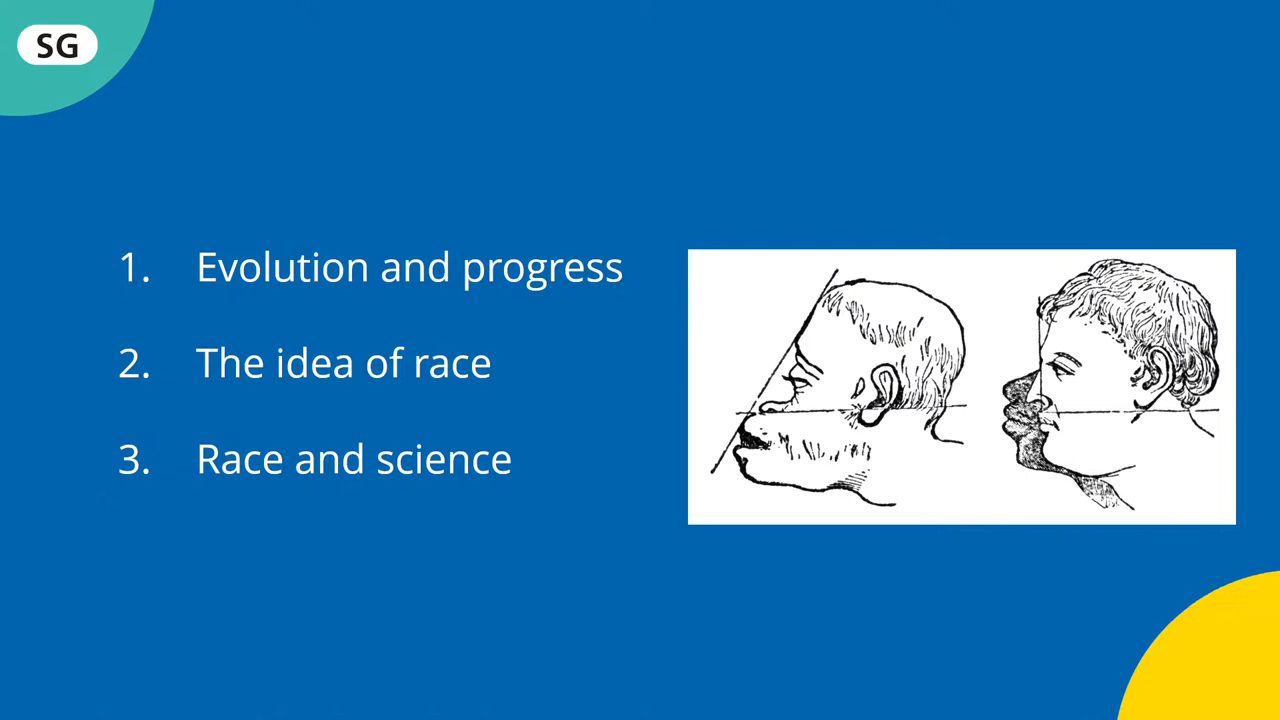 SG
1. Evolution and progress
2. The idea of race
3. Race and science